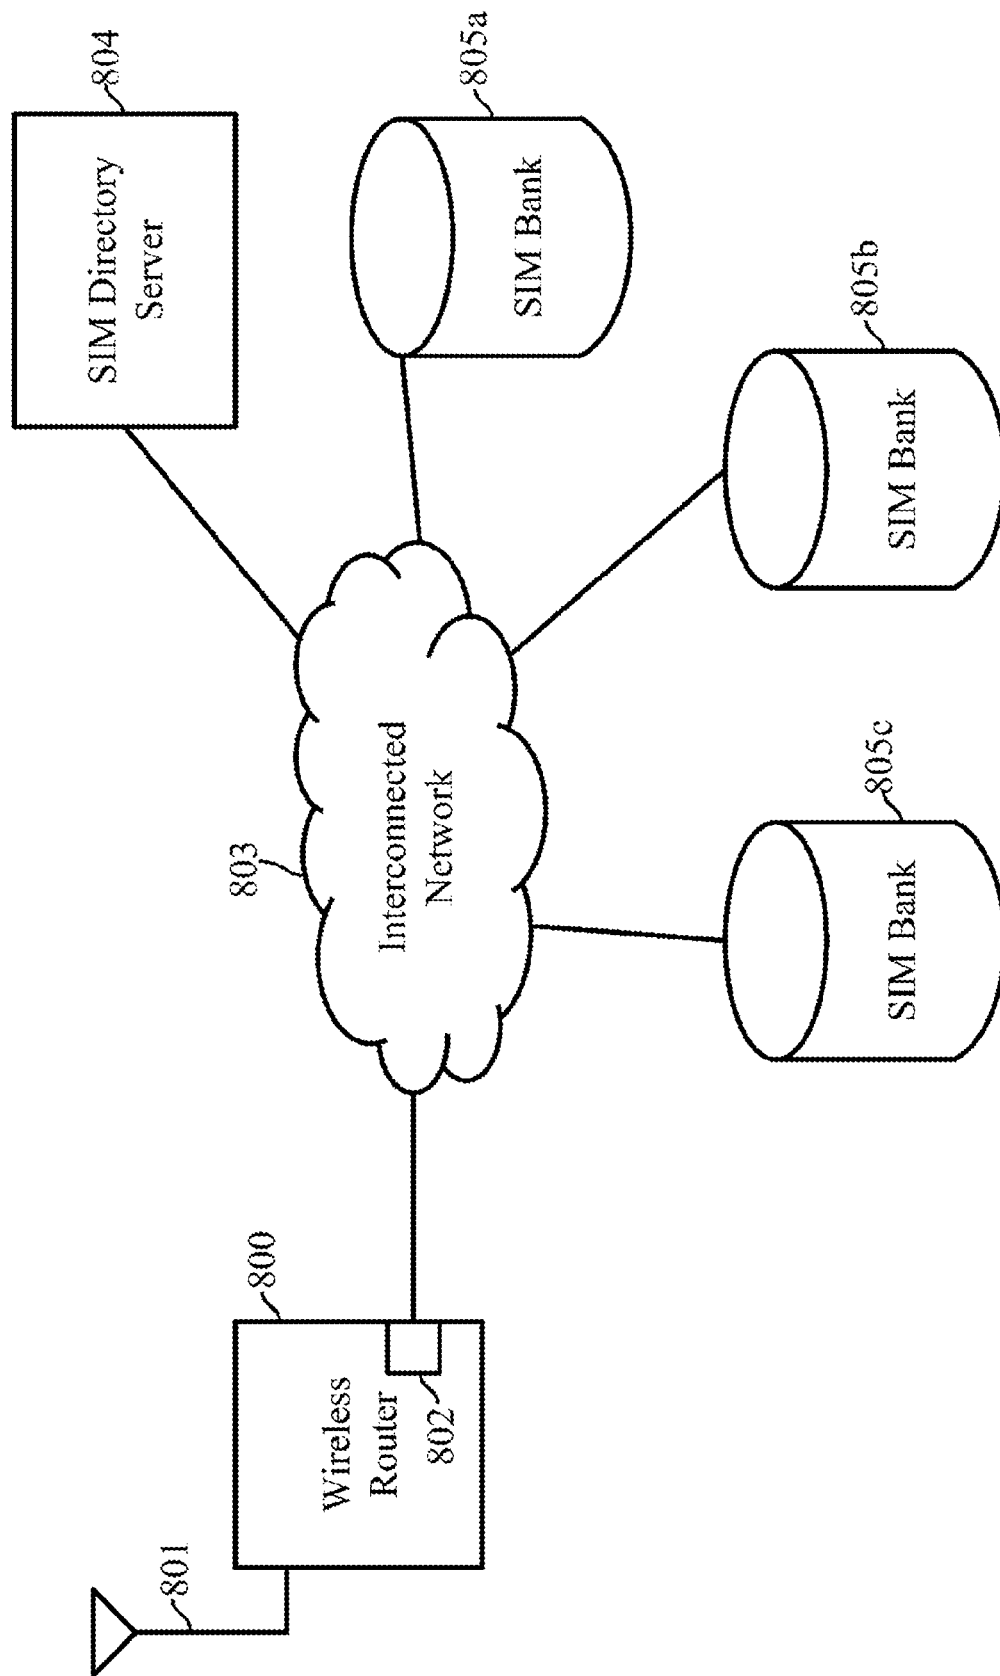 801
Wireless
Router
802
800
803
Interconnected
Network
SIM Directory
Server
804
SIM Bank
805a
SIM Bank
805b
SIM Bank
805c